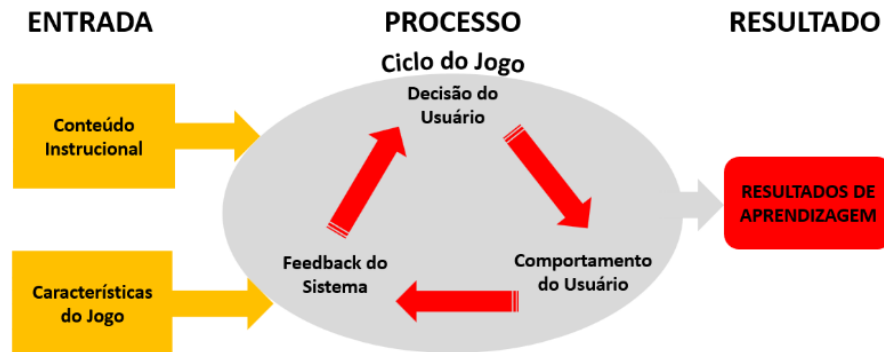 ENTRADA
PROCESSO
RESULTADO
Ciclo do Jogo
Decisão do
Usuário
Conteúdo
Instrucional
RESULTADOS DE
APRENDIZAGEM
Feedback do
Sistema
Comportamento
do Usuário
Características
do Jogo